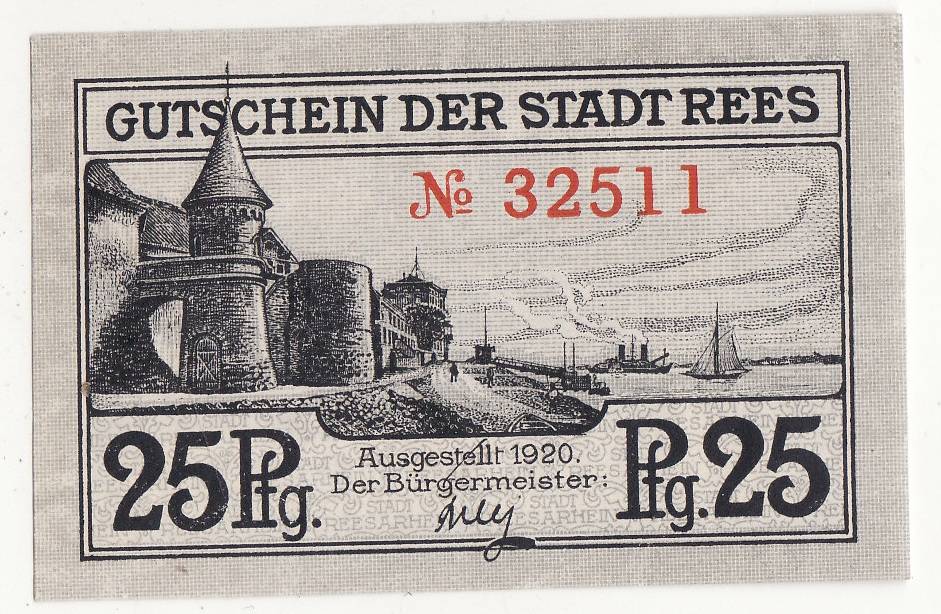 GUTSCHEIN DER STADT REES
№ 32511
25 Pfg.
Ausgestellt 1920.
Der Bürgermeister:
Pfg. 25